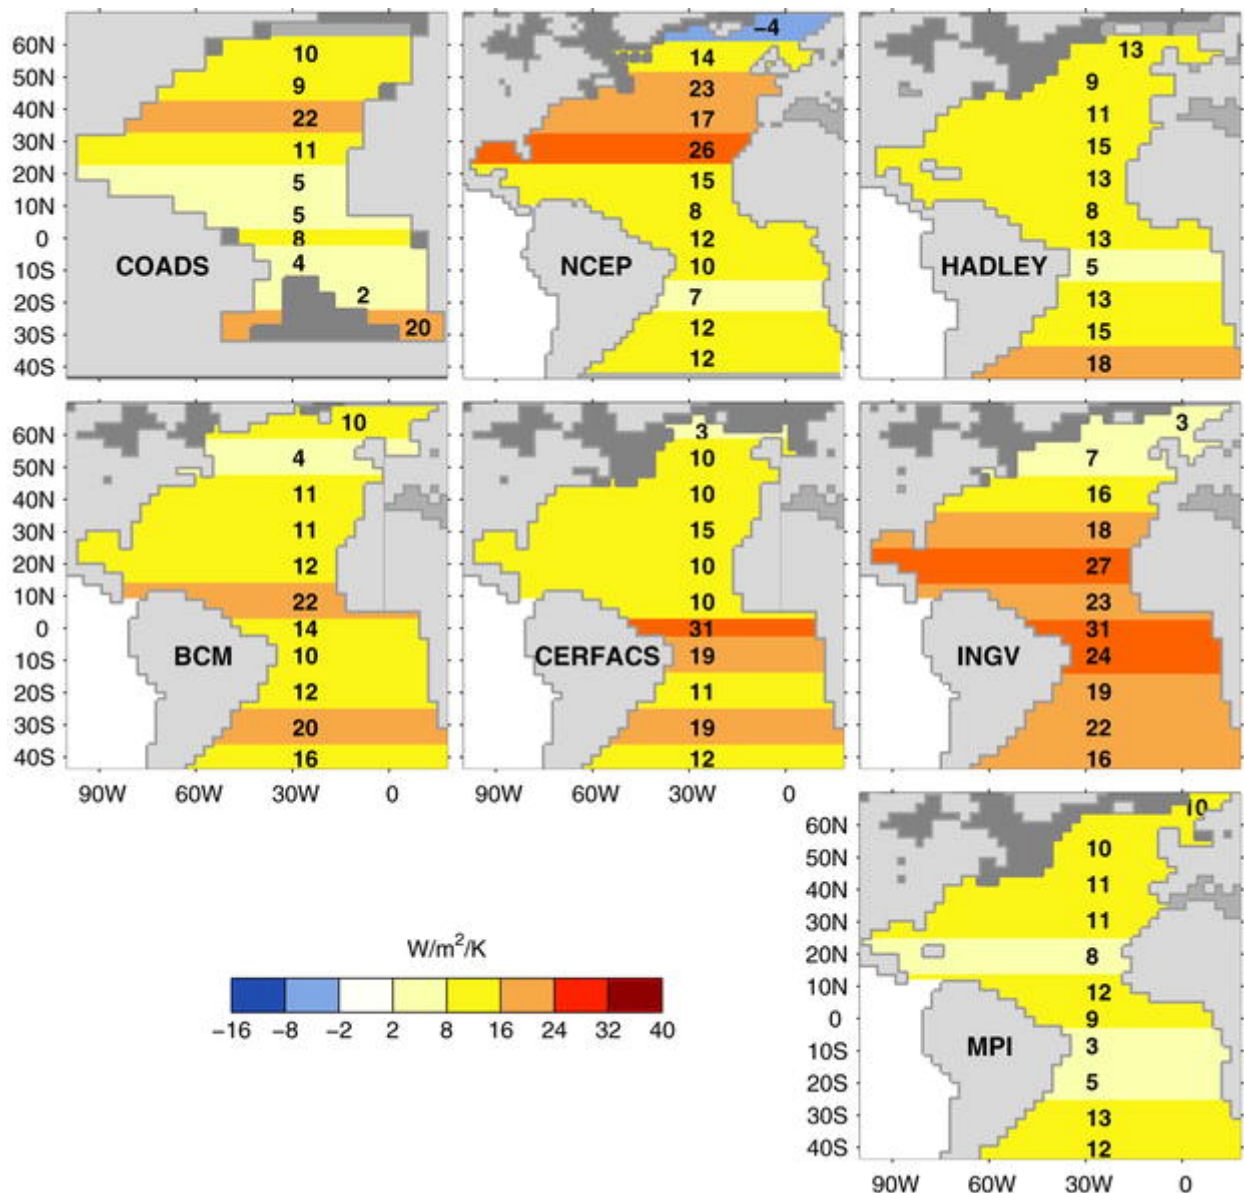 60N
50N
40N
30N
20N
10N
0
10S
20S
30S
40S
10
9
22
11
5
5
8
4
2
20
COADS
−4
14
23
17
26
15
8
12
10
7
12
12
NCEP
13
9
11
15
13
8
13
5
13
15
18
HADLEY
60N
50N
40N
30N
20N
10N
0
10S
20S
30S
40S
10
4
11
11
12
22
14
10
12
20
16
BCM
90W 60W 30W 0
3
10
10
15
10
10
31
19
11
19
12
CERFACS
90W 60W 30W 0
3
7
16
18
27
23
31
24
19
22
16
INGV
60N
50N
40N
30N
20N
10N
0
10S
20S
30S
40S
10
10
11
11
8
12
9
3
5
13
12
MPI
90W 60W 30W 0
W/m²/K
−16 −8 −2 2 8 16 24 32 40